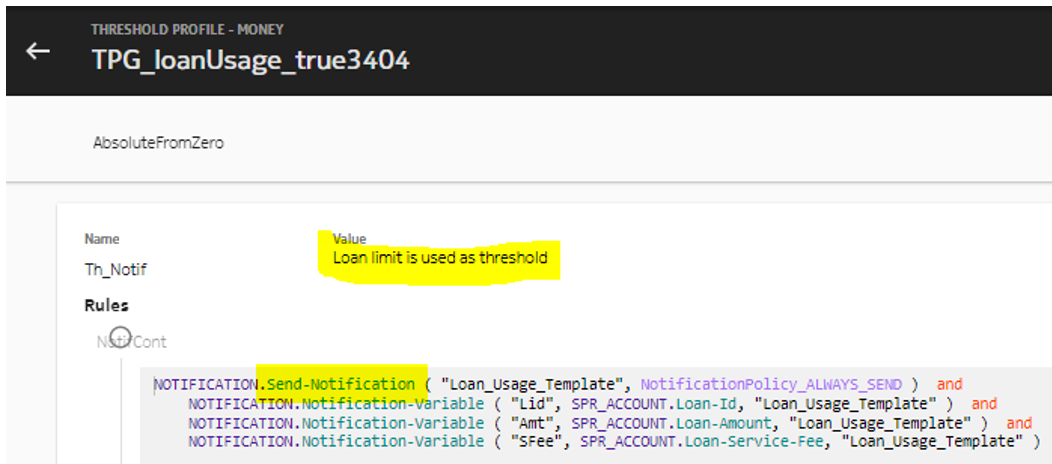 THRESHOLD PROFILE - MONEY
TPG_loanUsage_true3404
AbsoluteFromZero
Name
Value
Th_Notif
Loan limit is used as threshold
Rules
NotifCont
NOTIFICATION.Send-Notification ( "Loan_Usage_Template", NotificationPolicy_ALWAYS_SEND ) and
NOTIFICATION.Notification-Variable ( "Lid", SPR_ACCOUNT.Loan-Id, "Loan_Usage_Template" ) and
NOTIFICATION.Notification-Variable ( "Amt", SPR_ACCOUNT.Loan-Amount, "Loan_Usage_Template" ) and
NOTIFICATION.Notification-Variable ( "SFee", SPR_ACCOUNT.Loan-Service-Fee, "Loan_Usage_Template" )